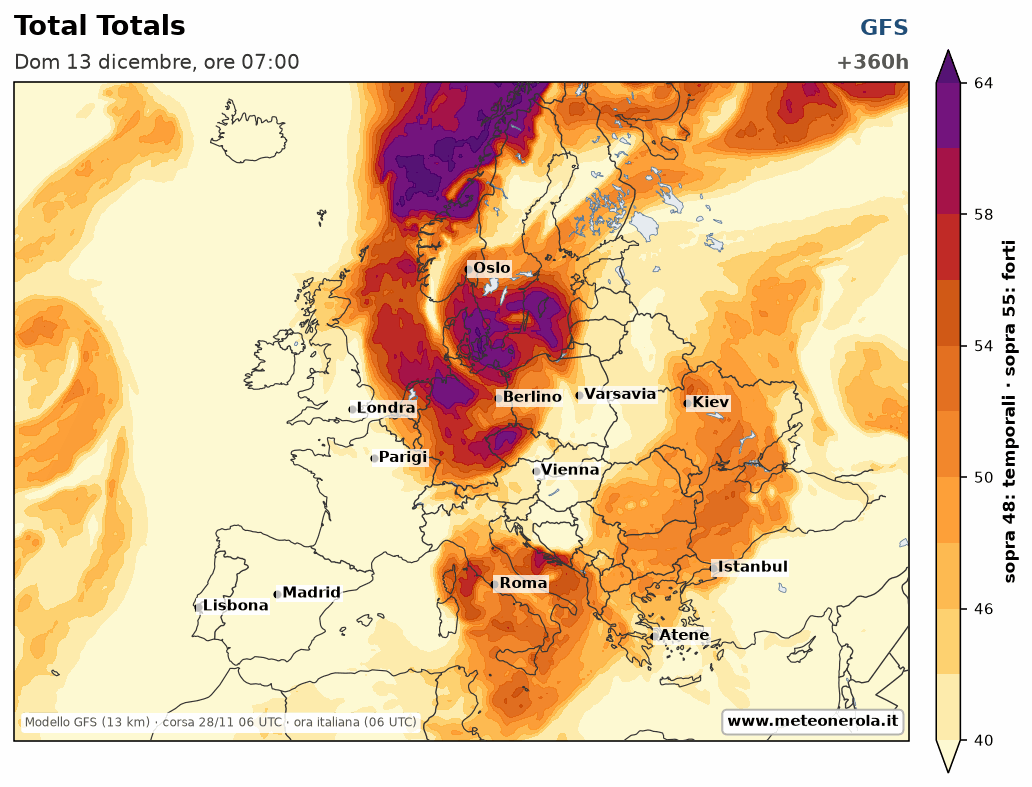 Total Totals
GFS
Dom 13 dicembre, ore 07:00
+360h
Oslo
Londra
Berlino
Varsavia
Kiev
Parigi
Vienna
Roma
Istanbul
Madrid
Lisbona
Atene
Modello GFS (13 km) · corsa 28/11 06 UTC · ora italiana (06 UTC)
www.meteonerola.it
64
58
54
50
46
40
sopra 48: temporali · sopra 55: forti